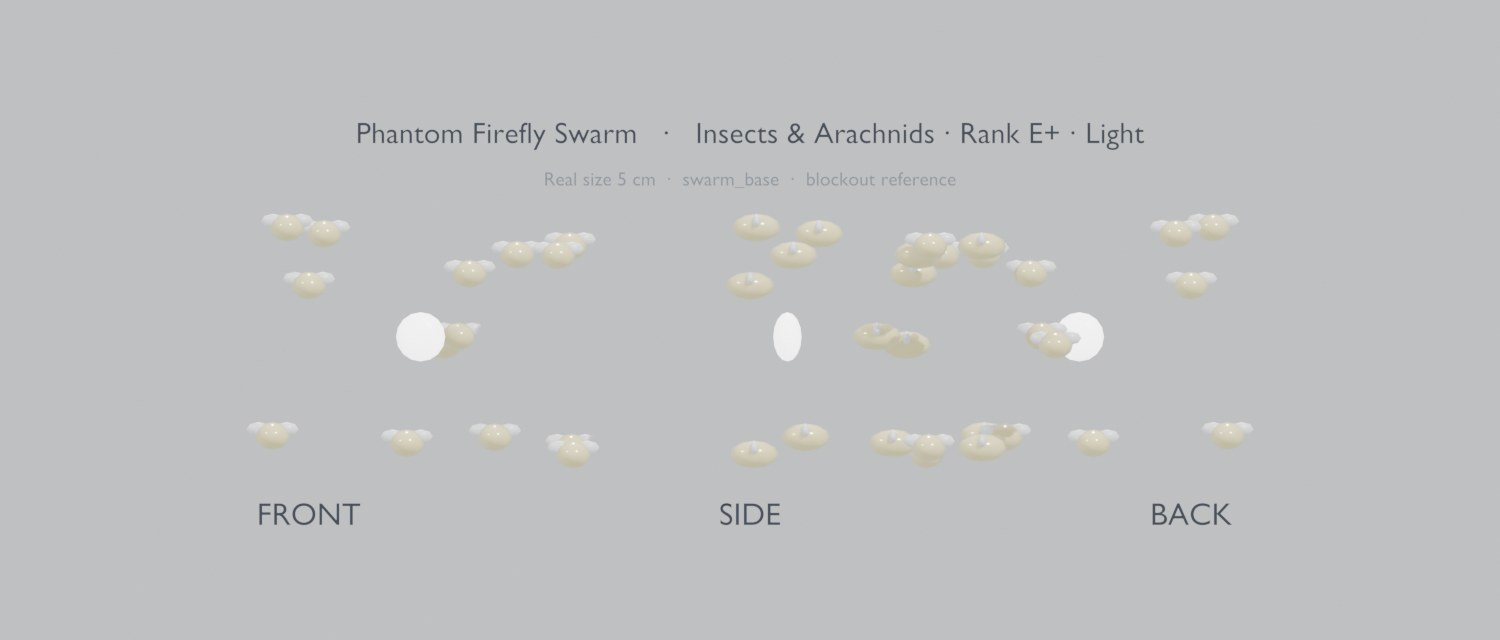 Phantom Firefly Swarm · Insects & Arachnids · Rank E+ · Light
Real size 5 cm · swarm_base · blockout reference
FRONT SIDE BACK